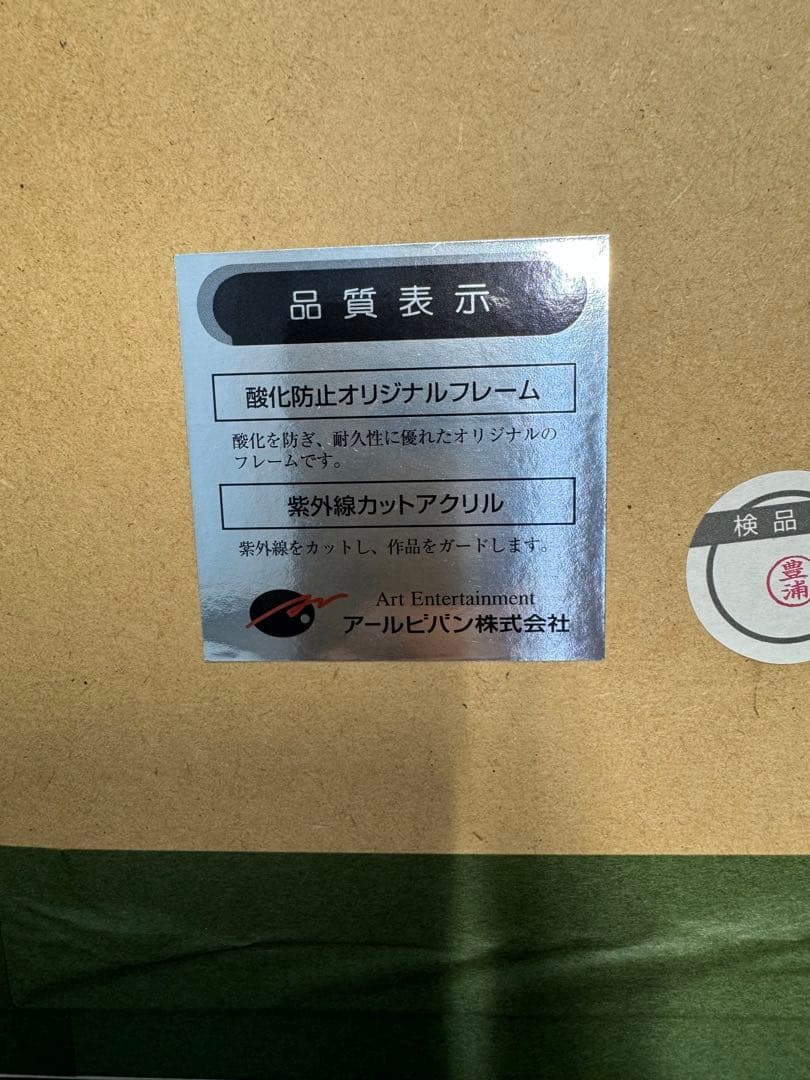 品質表示
酸化防止オリジナルフレーム
酸化を防ぎ、耐久性に優れたオリジナルの
フレームです。
紫外線カットアクリル
紫外線をカットし、作品をガードします。
Art Entertainment
アールビバン株式会社
検品
豊浦